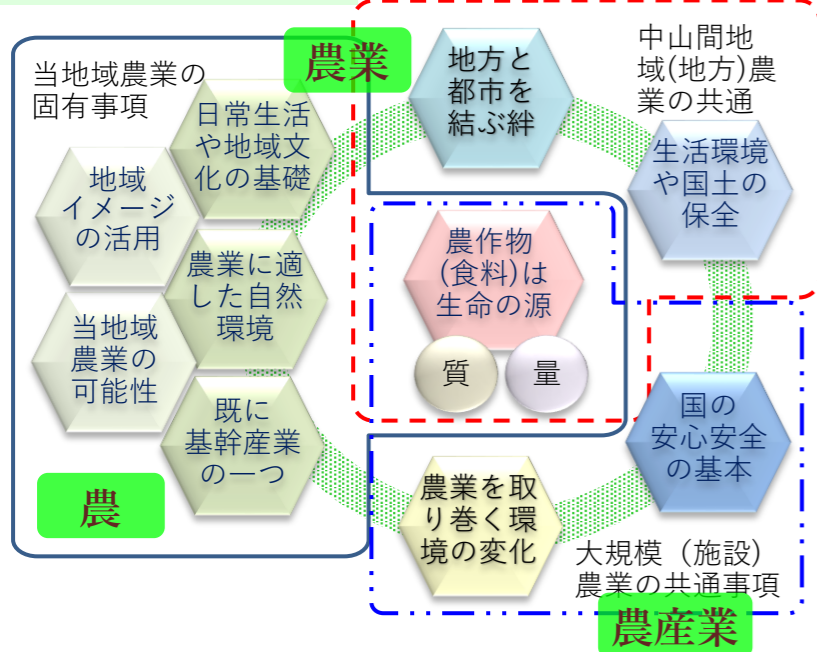 農業
当地域農業の
固有事項
日常生活
や地域文
化の基礎
地域
イメージ
の活用
農業に適
した自然
環境
当地域
農業の
可能性
既に
基幹産業
の一つ
農
地方と
都市を
結ぶ絆
中山間地
域(地方)農
業の共通
生活環境
や国土の
保全
農作物
(食料)は
生命の源
質
量
国の
安心安全
の基本
農業を取
り巻く環
境の変化
大規模（施設）
農業の共通事項
農産業